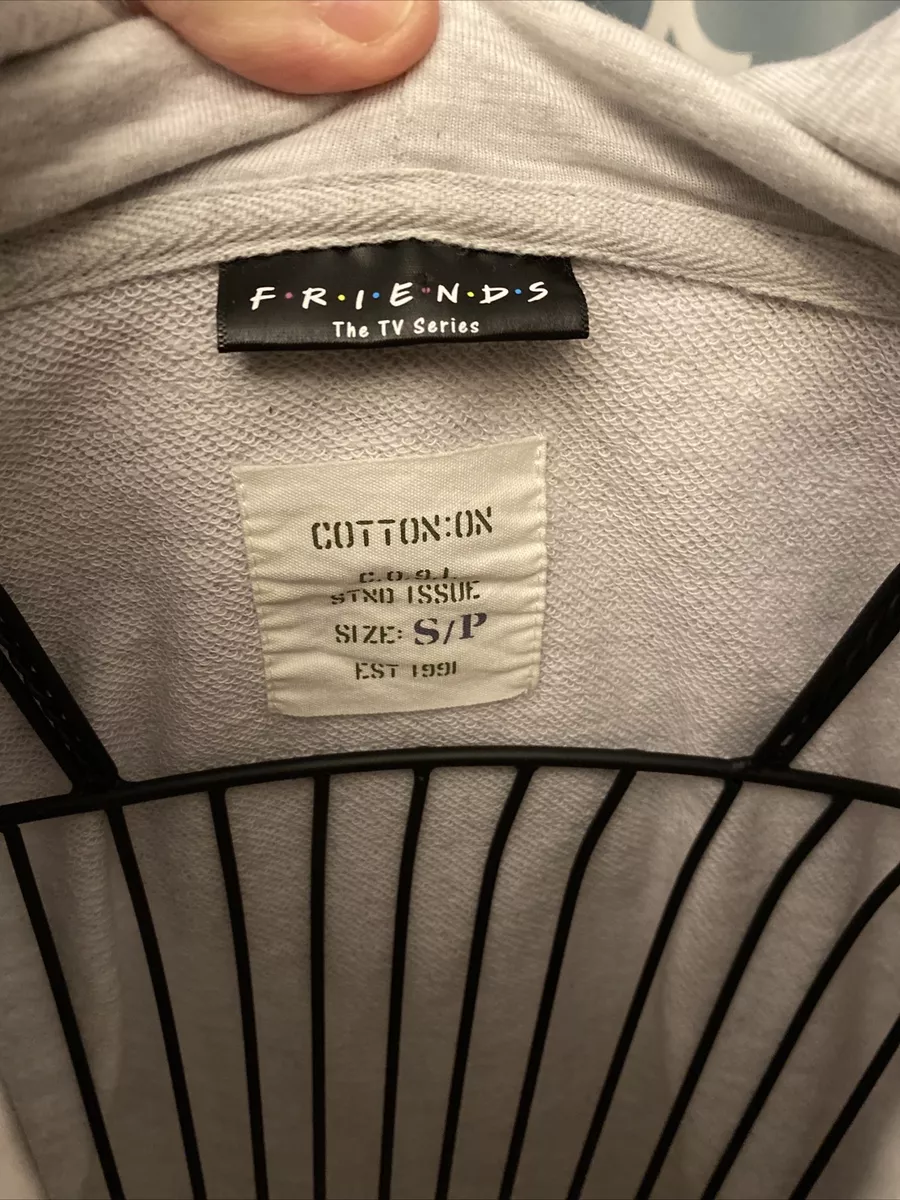 F·R·I·E·N·D·S
The TV Series
COTTON:ON
C.O.G.I.
STND ISSUE
SIZE: S/P
EST 1991